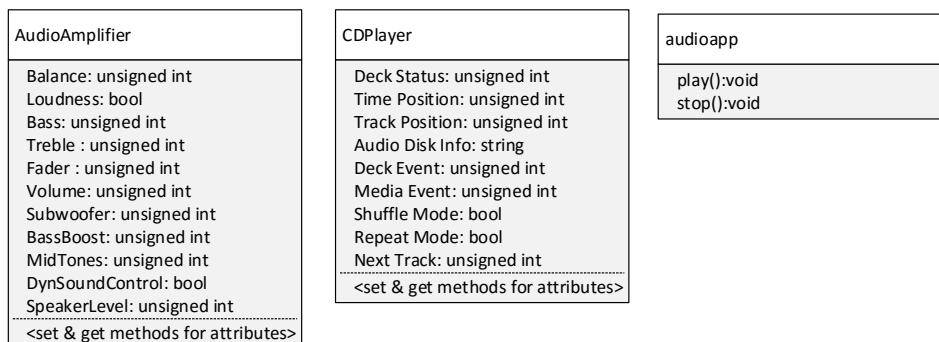 AudioAmplifier
Balance: unsigned int
Loudness: bool
Bass: unsigned int
Treble : unsigned int
Fader : unsigned int
Volume: unsigned int
Subwoofer: unsigned int
BassBoost: unsigned int
MidTones: unsigned int
DynSoundControl: bool
SpeakerLevel: unsigned int
<set & get methods for attributes>
CDPlayer
Deck Status: unsigned int
Time Position: unsigned int
Track Position: unsigned int
Audio Disk Info: string
Deck Event: unsigned int
Media Event: unsigned int
Shuffle Mode: bool
Repeat Mode: bool
Next Track: unsigned int
<set & get methods for attributes>
audioapp
play():void
stop():void